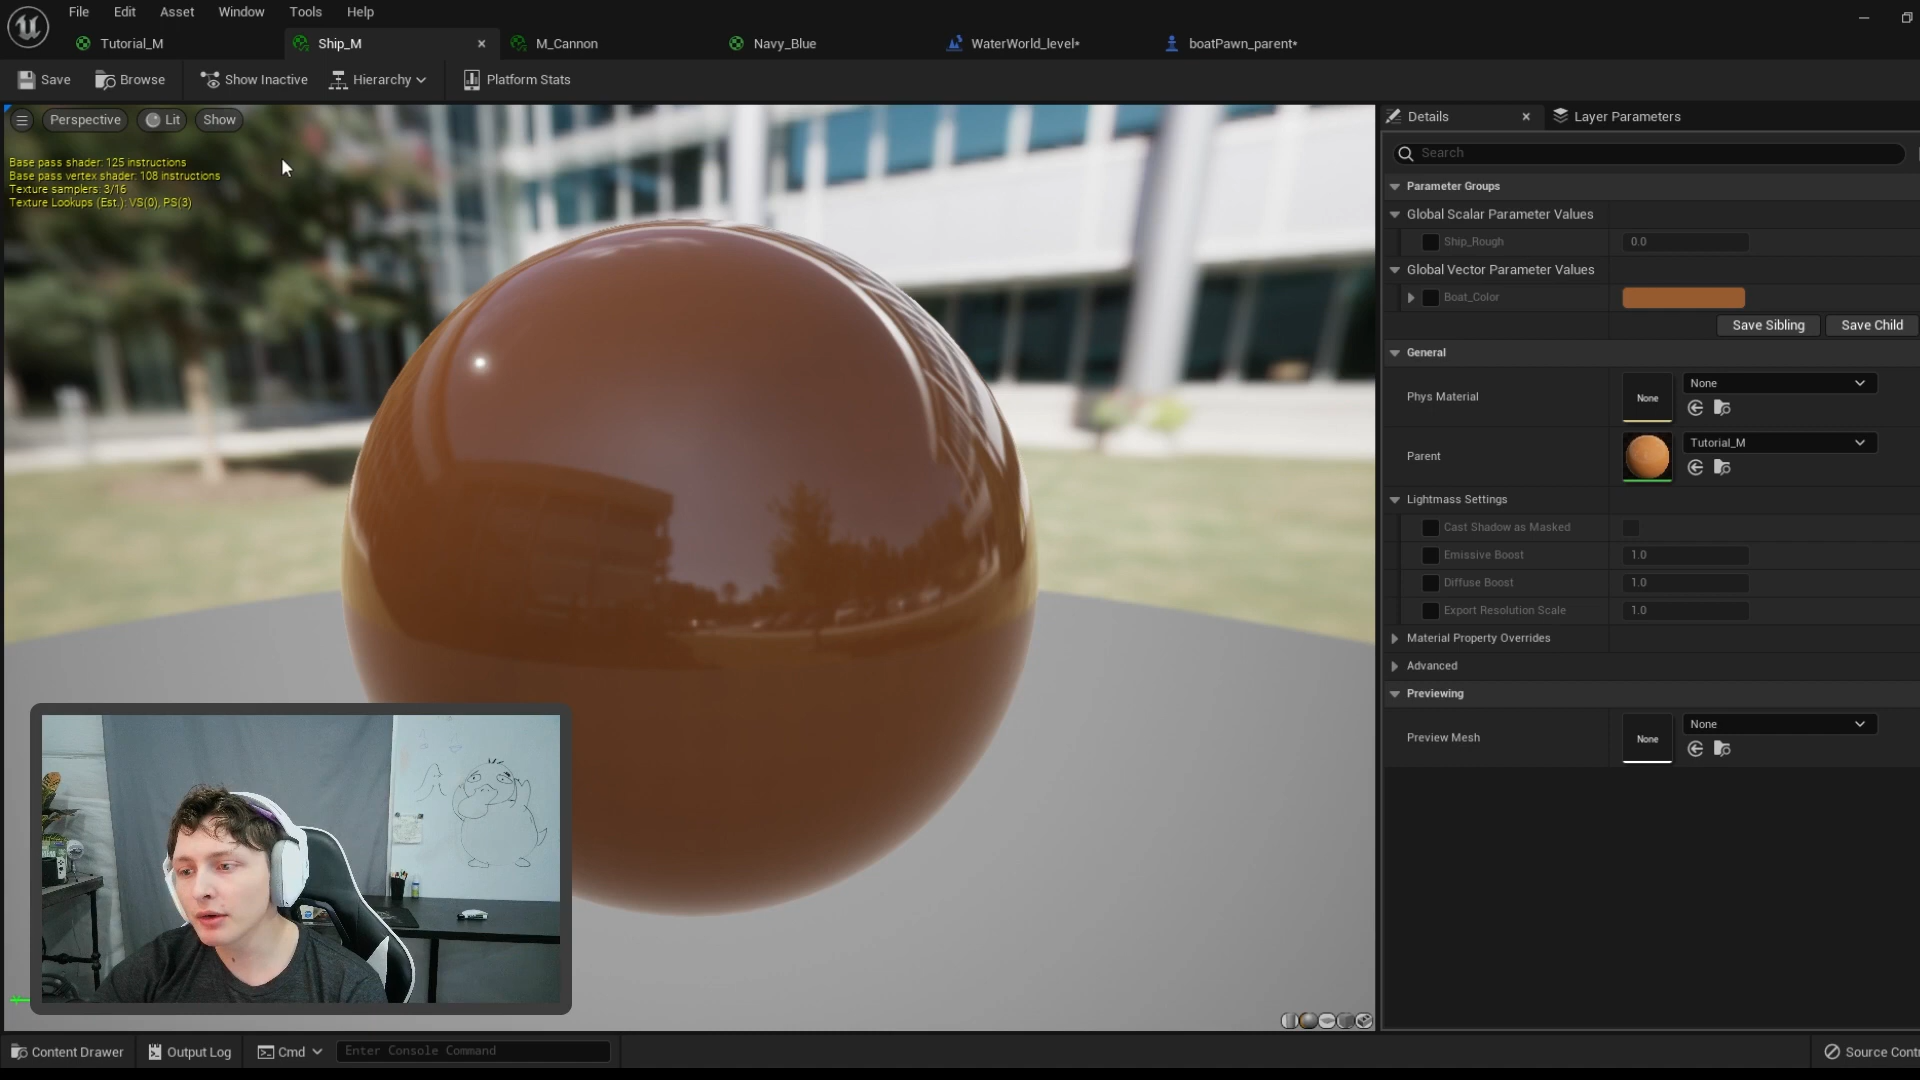 File Edit Asset Window Tools Help
Tutorial_M Ship_M M_Cannon Navy_Blue WaterWorld_level* boatPawn_parent*
Save Browse Show Inactive Hierarchy Platform Stats
Perspective Lit Show
Base pass shader: 125 instructions
Base pass vertex shader: 108 instructions
Texture samplers: 3/16
Texture Lookups (Est.): VS(0), PS(3)
Details Layer Parameters
Search
Parameter Groups
Global Scalar Parameter Values
Ship_Rough 0.0
Global Vector Parameter Values
Boat_Color
Save Sibling Save Child
General
Phys Material None None
Parent Tutorial_M
Lightmass Settings
Cast Shadow as Masked
Emissive Boost 1.0
Diffuse Boost 1.0
Export Resolution Scale 1.0
Material Property Overrides
Advanced
Previewing
Preview Mesh None None
Content Drawer Output Log Cmd Enter Console Command Source Contr